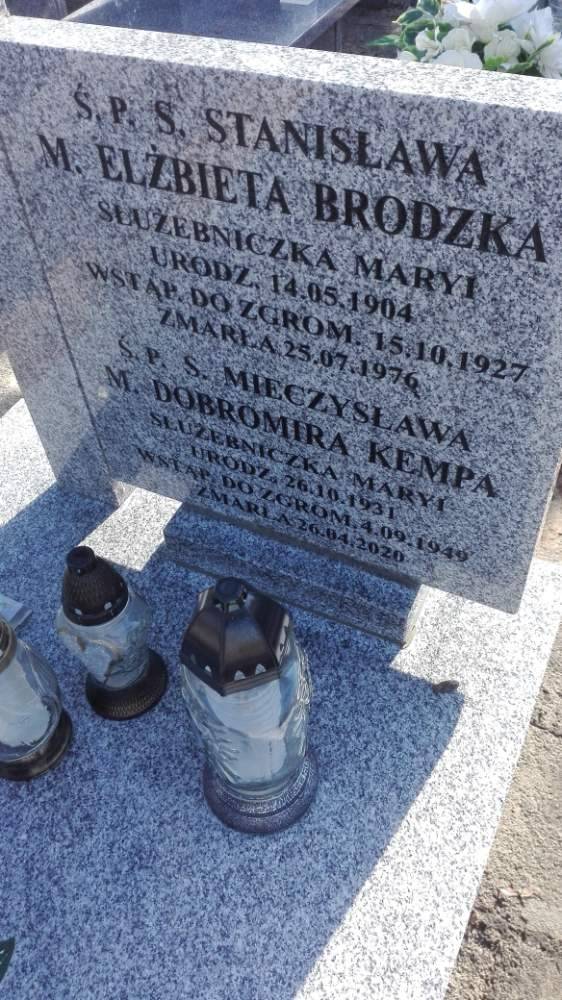 Ś. P. S. STANISŁAWA
M. ELŻBIETA BRODZKA
SŁUŻEBNICZKA MARYI
URODZ. 14.05.1904
WSTĄP. DO ZGROM. 15.10.1927
ZMARŁA 25.07.1976
Ś. P. S. MIECZYSŁAWA
M. DOBROMIRA KEMPA
SŁUŻEBNICZKA MARYI
URODZ. 26.10.1931
WSTĄP. DO ZGROM. 4.09.1949
ZMARŁA 26.04.2020